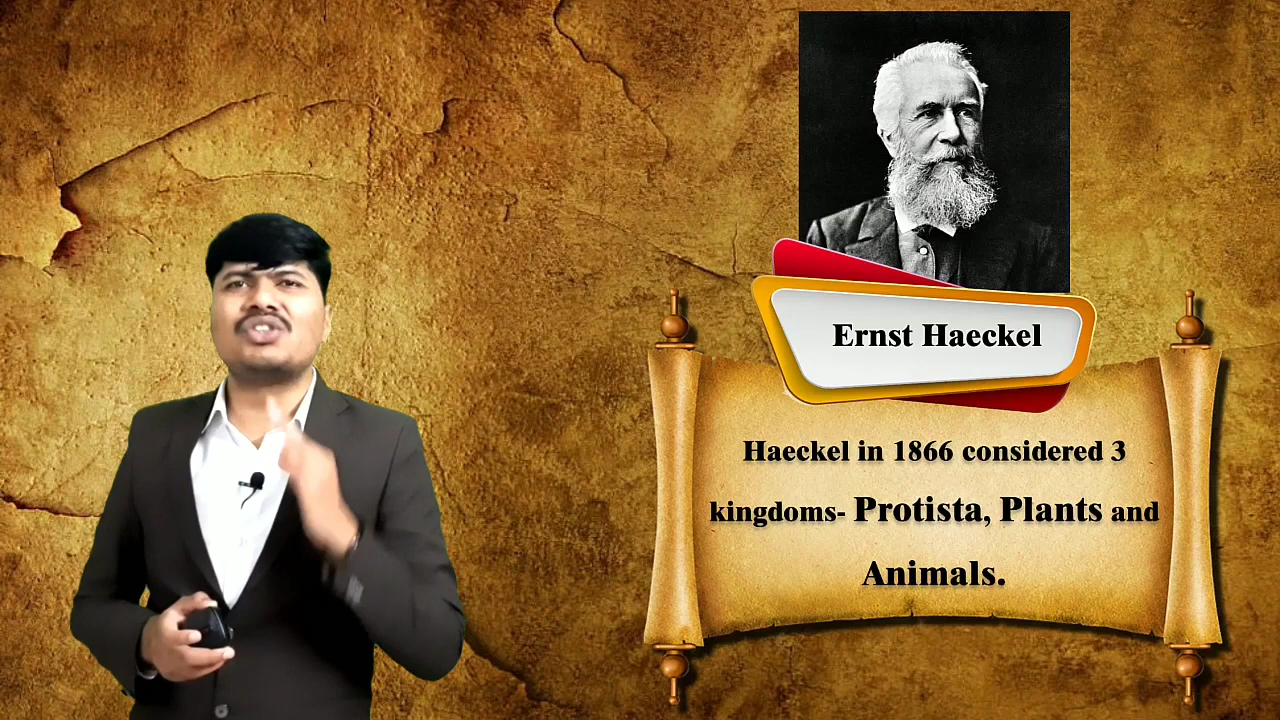 Ernst Haeckel
Haeckel in 1866 considered 3
kingdoms- Protista, Plants and
Animals.